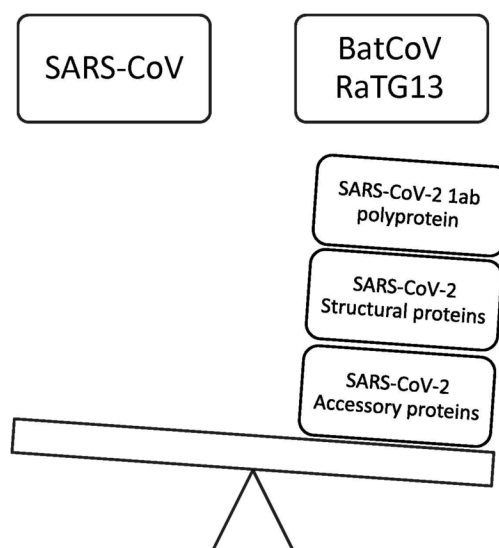 SARS-CoV
BatCoV
RaTG13
SARS-CoV-2 1ab
polyprotein
SARS-CoV-2
Structural proteins
SARS-CoV-2
Accessory proteins